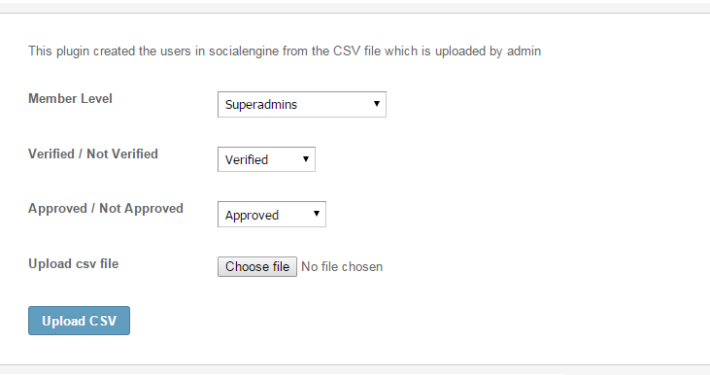 This plugin created the users in socialengine from the CSV file which is uploaded by admin
Member Level
Superadmins
Verified / Not Verified
Verified
Approved / Not Approved
Approved
Upload csv file
Choose file No file chosen
Upload CSV